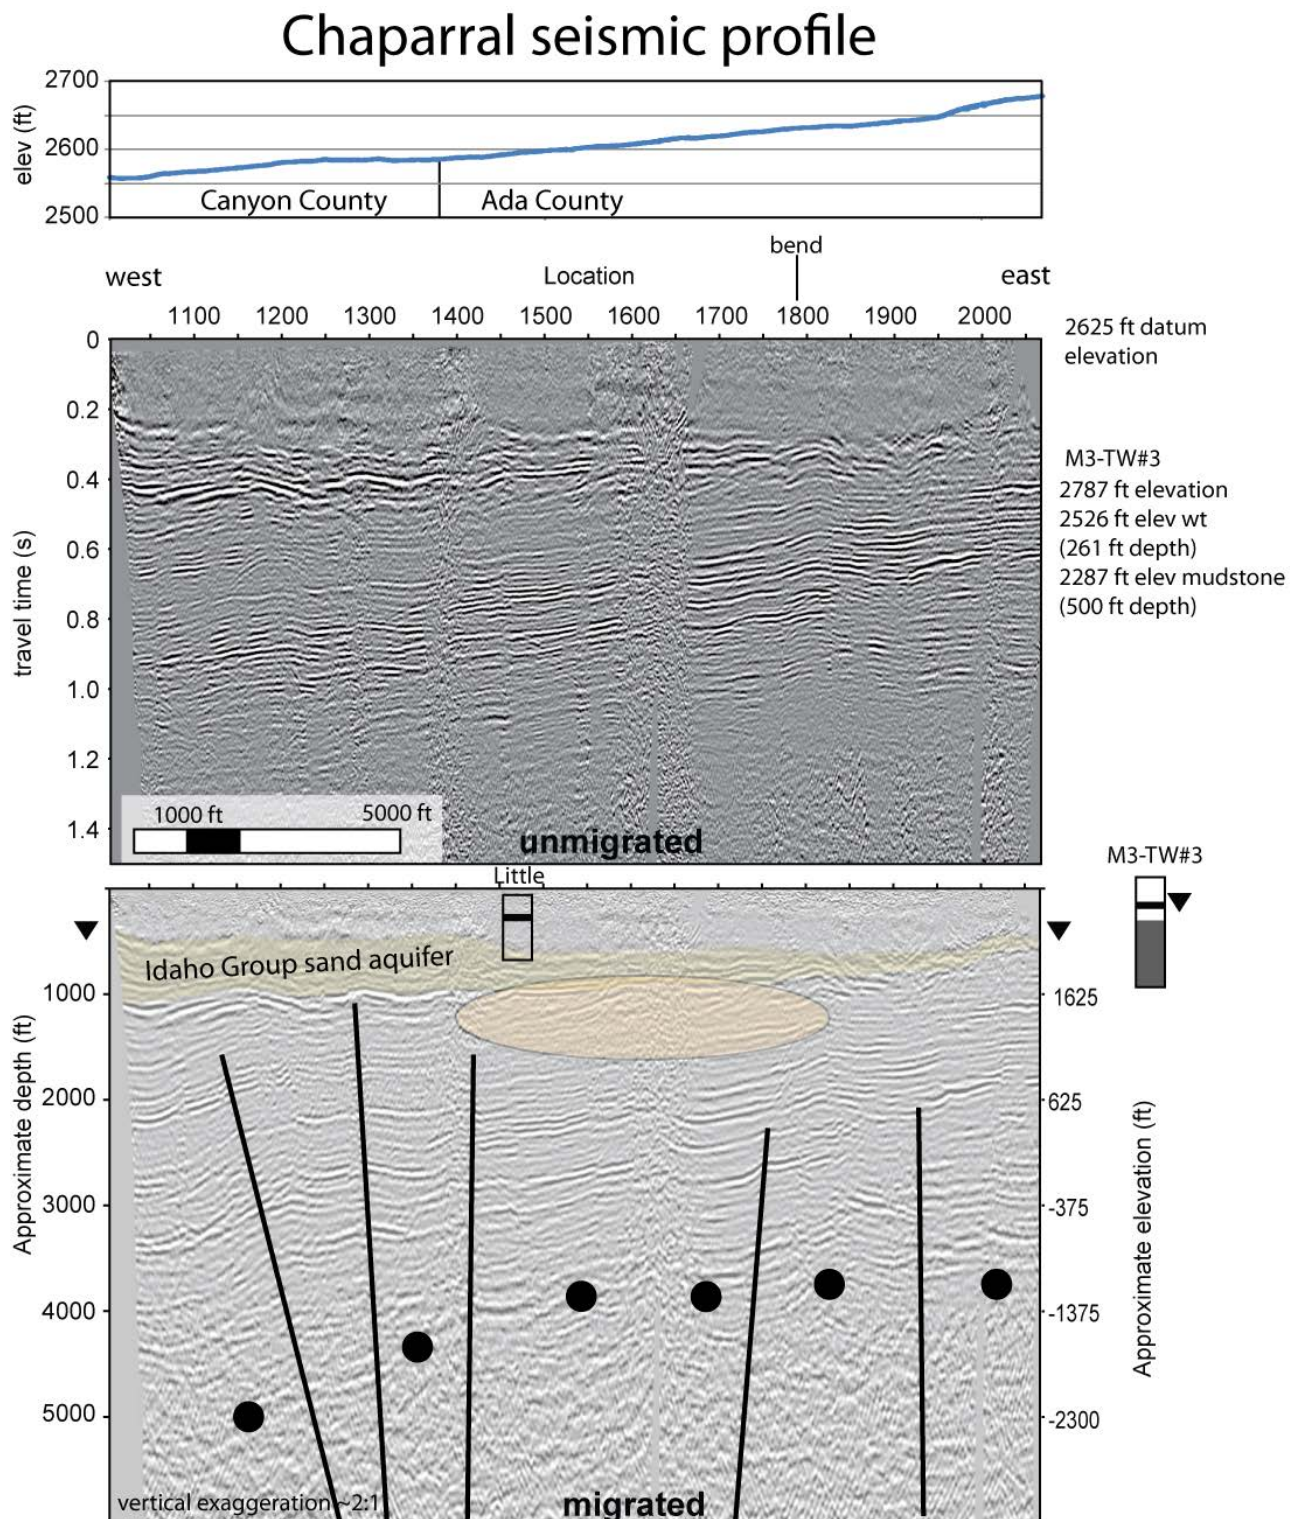 Chaparral seismic profile
2700
2600
2500
elev (ft)
Canyon County
Ada County
bend
west
Location
east
1100 1200 1300 1400 1500 1600 1700 1800 1900 2000
2625 ft datum
elevation
0
0.2
0.4
0.6
0.8
1.0
1.2
1.4
travel time (s)
M3-TW#3
2787 ft elevation
2526 ft elev wt
(261 ft depth)
2287 ft elev mudstone
(500 ft depth)
1000 ft
5000 ft
unmigrated
Little
M3-TW#3
Idaho Group sand aquifer
1000
2000
3000
4000
5000
Approximate depth (ft)
1625
625
-375
-1375
-2300
Approximate elevation (ft)
vertical exaggeration ~2:1
migrated